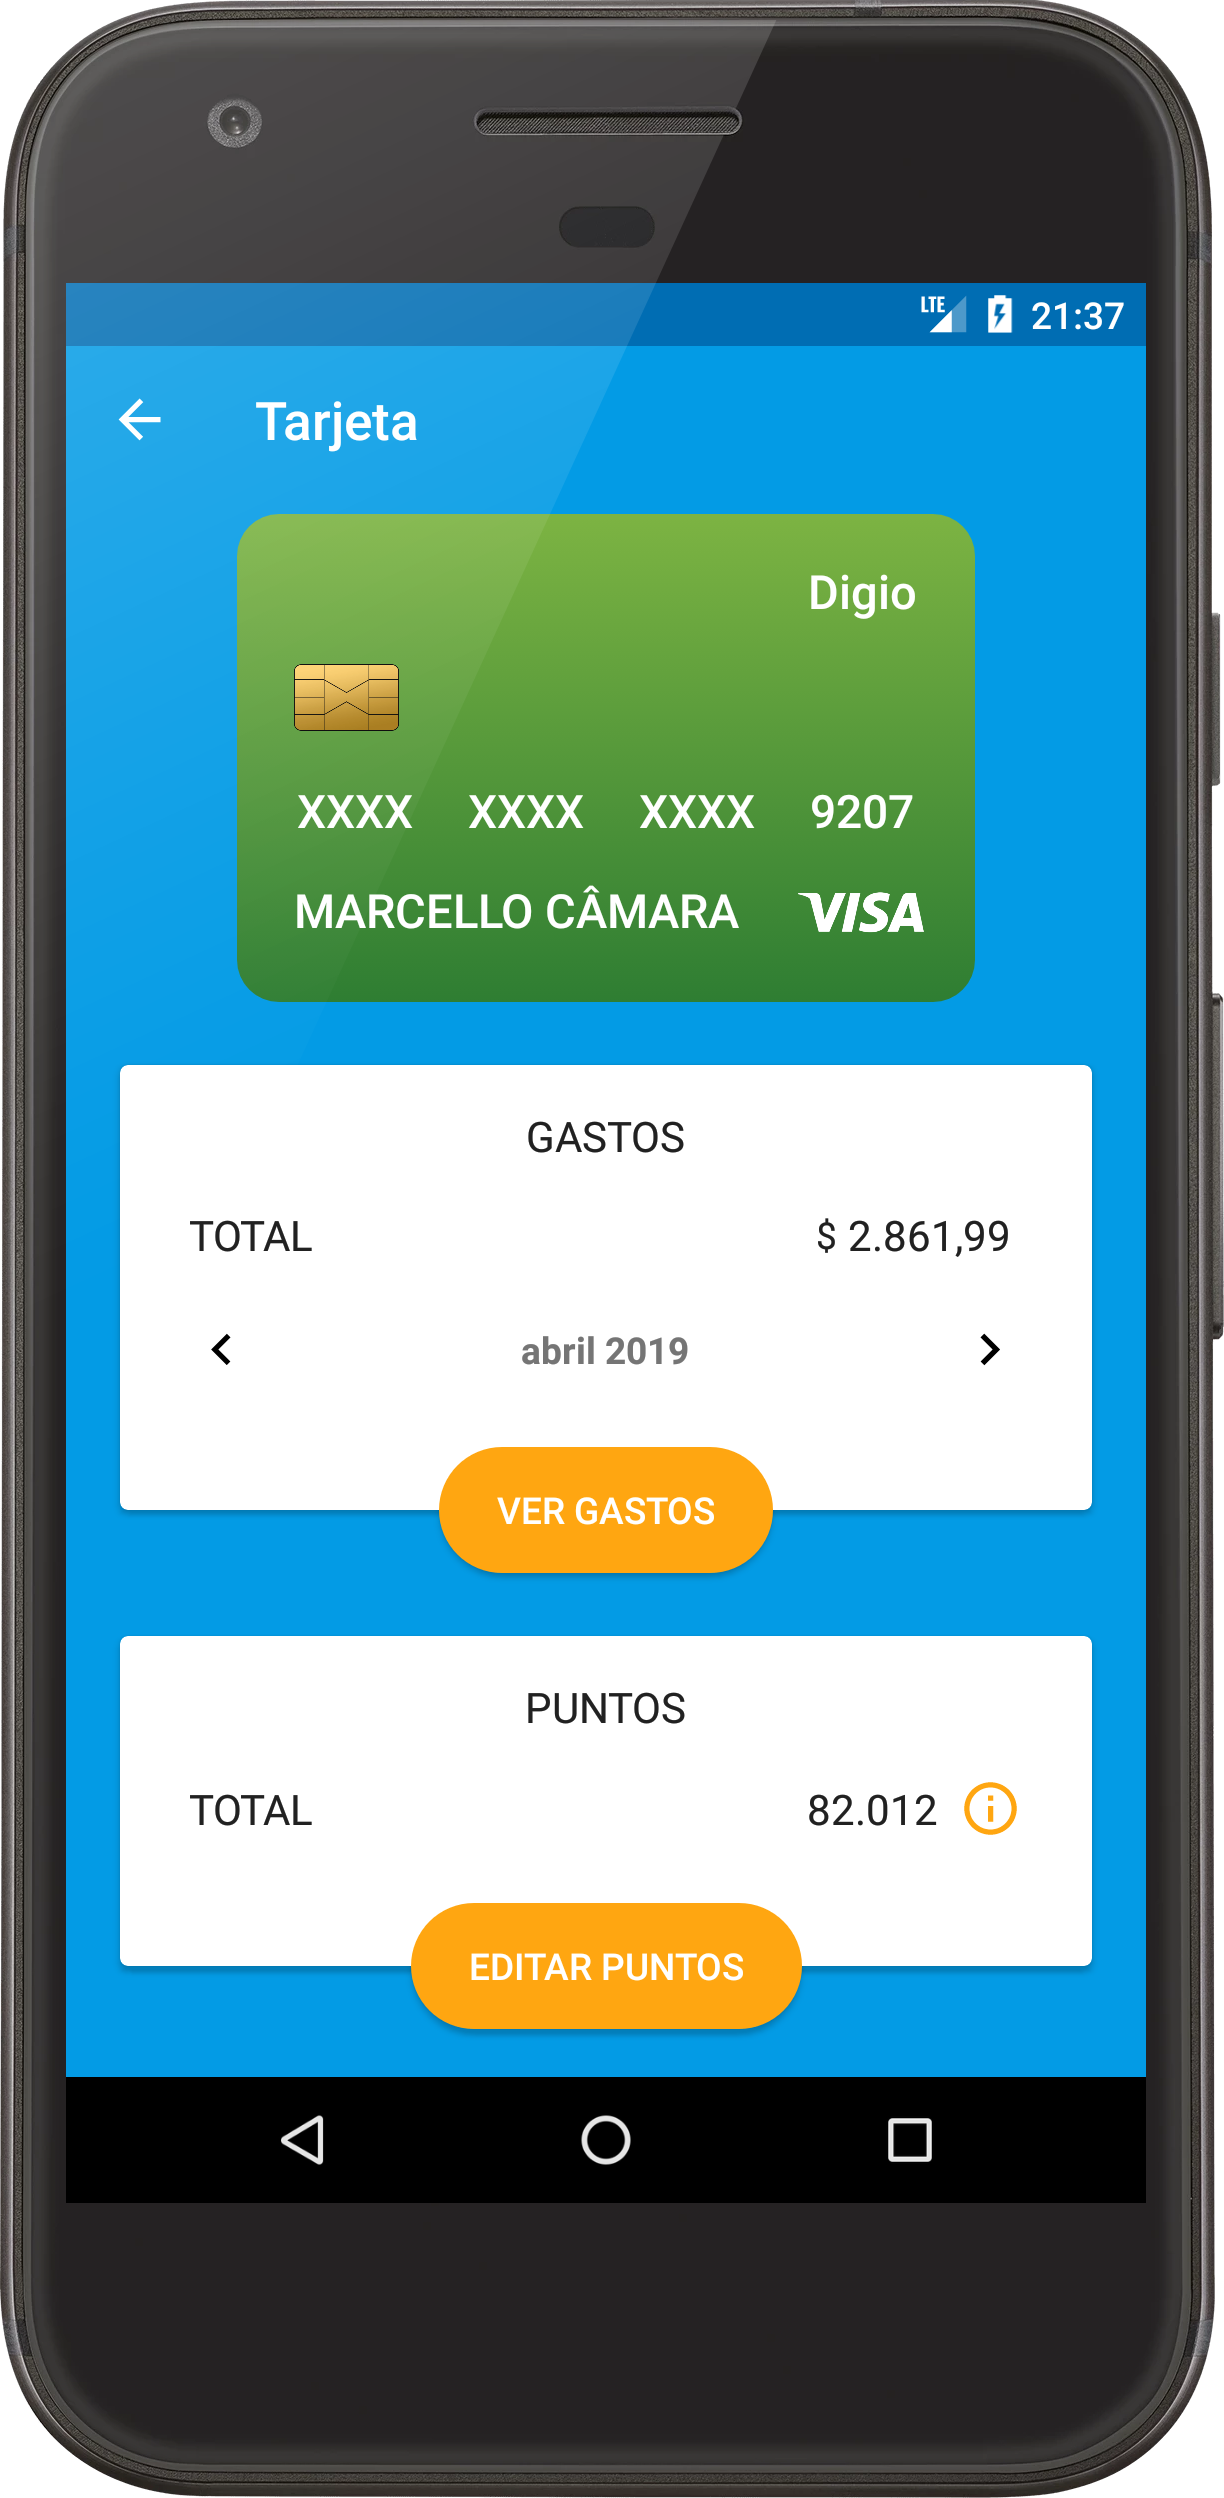 LTE 21:37
Tarjeta
Digio
XXXX XXXX XXXX 9207
MARCELLO CÂMARA VISA
GASTOS
TOTAL $ 2.861,99
abril 2019
VER GASTOS
PUNTOS
TOTAL 82.012
EDITAR PUNTOS